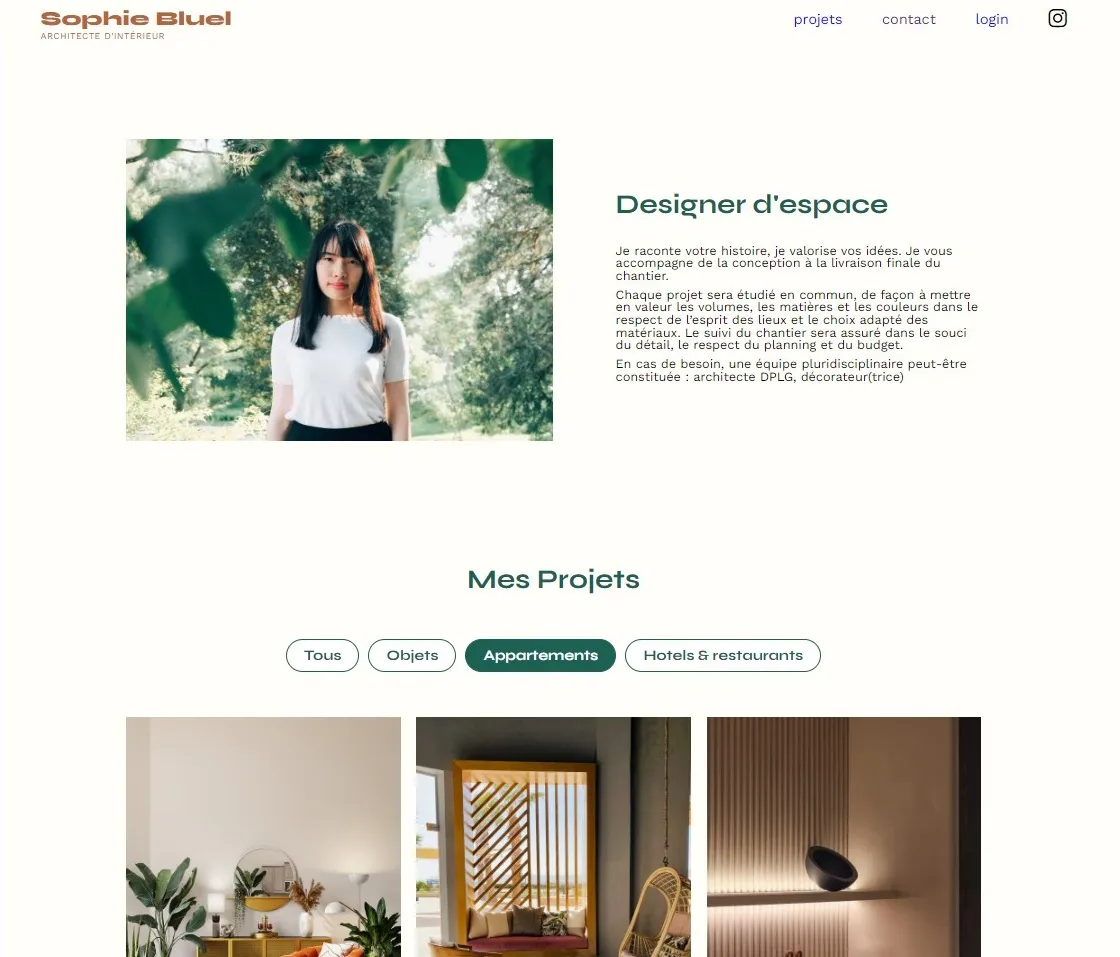 Sophie Bluel
ARCHITECTE D'INTÉRIEUR
projets
contact
login
Designer d'espace
Je raconte votre histoire, je valorise vos idées. Je vous
accompagne de la conception à la livraison finale du
chantier.
Chaque projet sera étudié en commun, de façon à mettre
en valeur les volumes, les matières et les couleurs dans le
respect de l’esprit des lieux et le choix adapté des
matériaux. Le suivi du chantier sera assuré dans le souci
du détail, le respect du planning et du budget.
En cas de besoin, une équipe pluridisciplinaire peut-être
constituée : architecte DPLG, décorateur(trice)
Mes Projets
Tous
Objets
Appartements
Hotels & restaurants